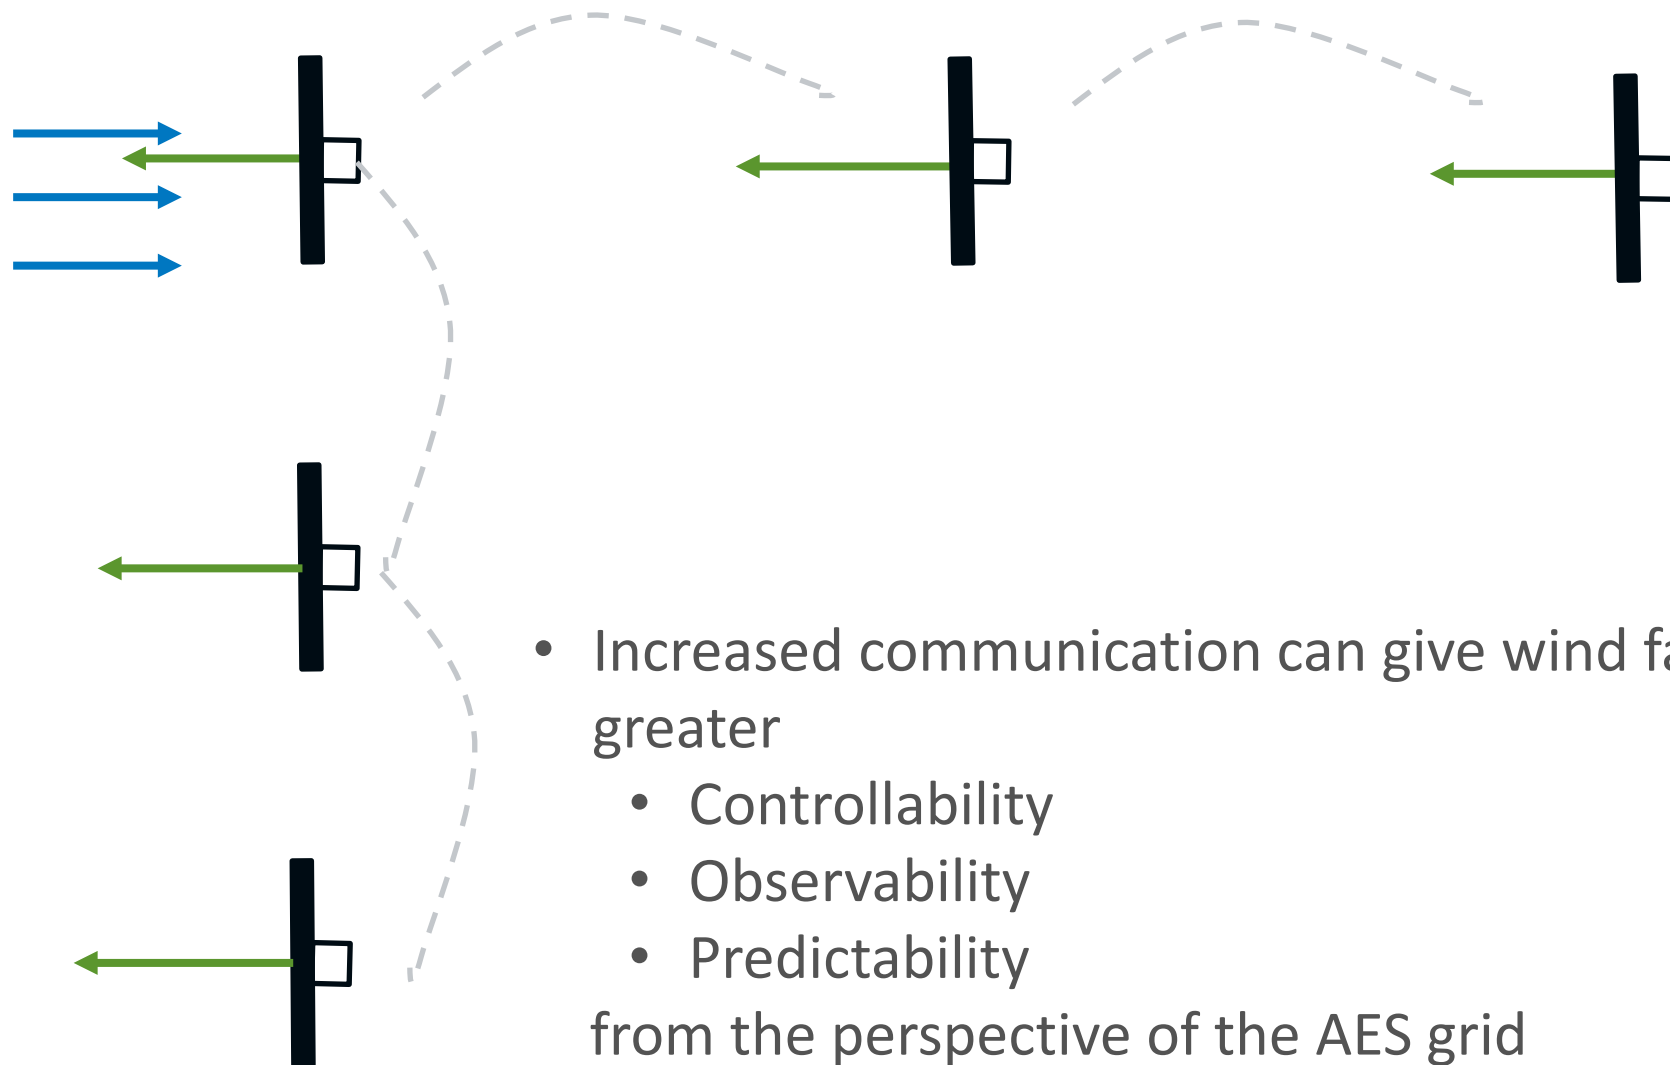 • Increased communication can give wind
greater
• Controllability
• Observability
• Predictability
from the perspective of the AES grid